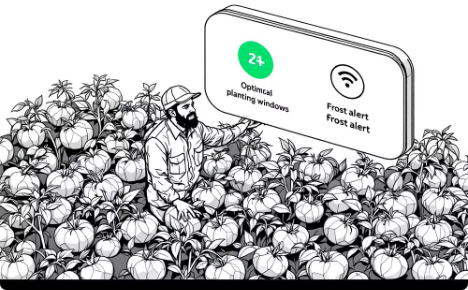 24
Optimcal
planting windows
Frost alert
Frost alert